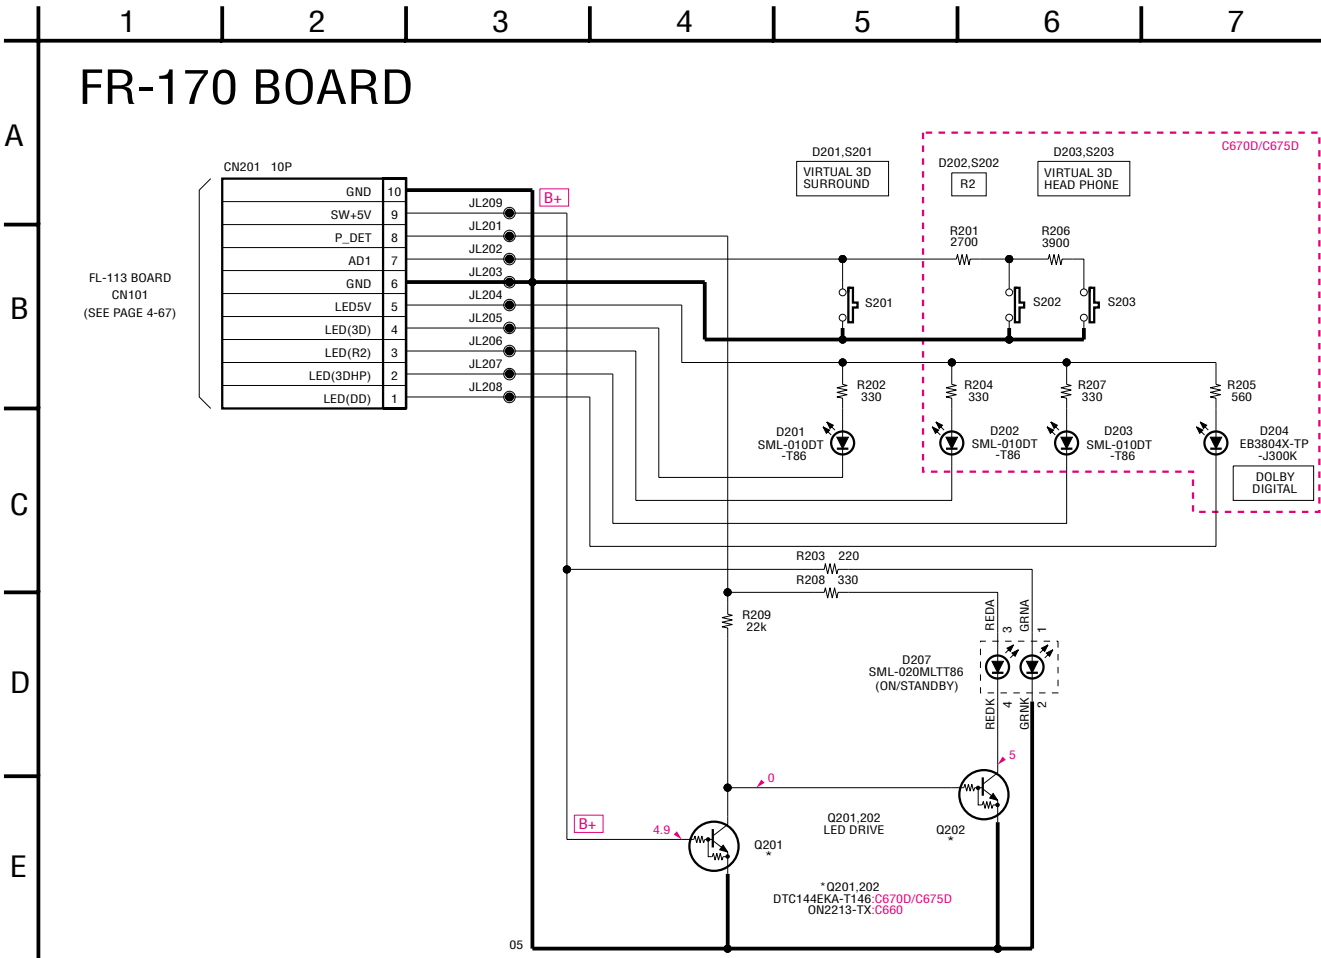 1 2 3 4 5 6 7
FR-170 BOARD
A
B
C
D
E
CN201 10P
GND 10
SW+5V 9
P_DET 8
AD1 7
GND 6
LED5V 5
LED(3D) 4
LED(R2) 3
LED(3DHP) 2
LED(DD) 1
FL-113 BOARD
CN101
(SEE PAGE 4-67)
JL209
JL201
JL202
JL203
JL204
JL205
JL206
JL207
JL208
B+
D201,S201
VIRTUAL 3D
SURROUND
D202,S202
R2
D203,S203
VIRTUAL 3D
HEAD PHONE
C670D/C675D
R201
2700
R206
3900
S201
S202
S203
R202
330
R204
330
R207
330
R205
560
D201
SML-010DT
-T86
D202
SML-010DT
-T86
D203
SML-010DT
-T86
D204
EB3804X-TP
-J300K
DOLBY
DIGITAL
R203 220
R208 330
R209
22k
REDA 3
GRNA 1
D207
SML-020MLTT86
(ON/STANDBY)
REDK 4
GRNK 2
5
0
B+
4.9
Q201
*
Q201,202
LED DRIVE
Q202
*
*Q201,202
DTC144EKA-T146:C670D/C675D
ON2213-TX:C660
05